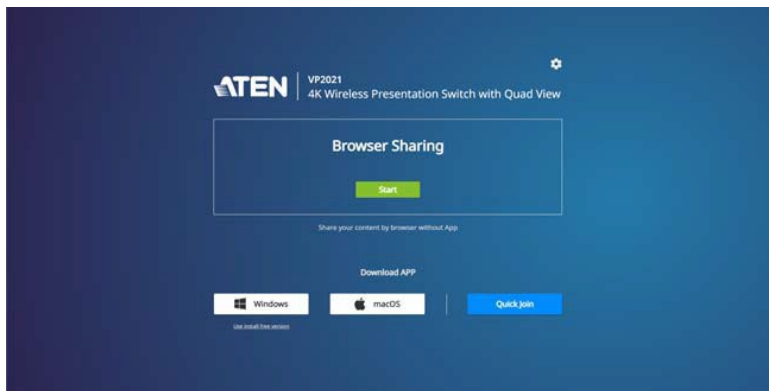 ATEN
VP2021
4K Wireless Presentation Switch with Quad View
Browser Sharing
Start
Share your content by browser without App
Download APP
Windows
macOS
Quick Join
Use install free version